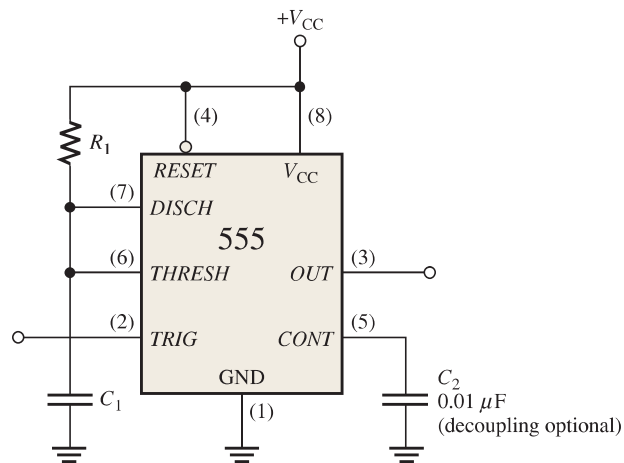 +V_CC
(4)
(8)
R_1
RESET
V_CC
(7)
DISCH
555
(6)
THRESH
OUT
(3)
(2)
TRIG
CONT
(5)
GND
C_1
(1)
C_2
0.01 μF
(decoupling optional)